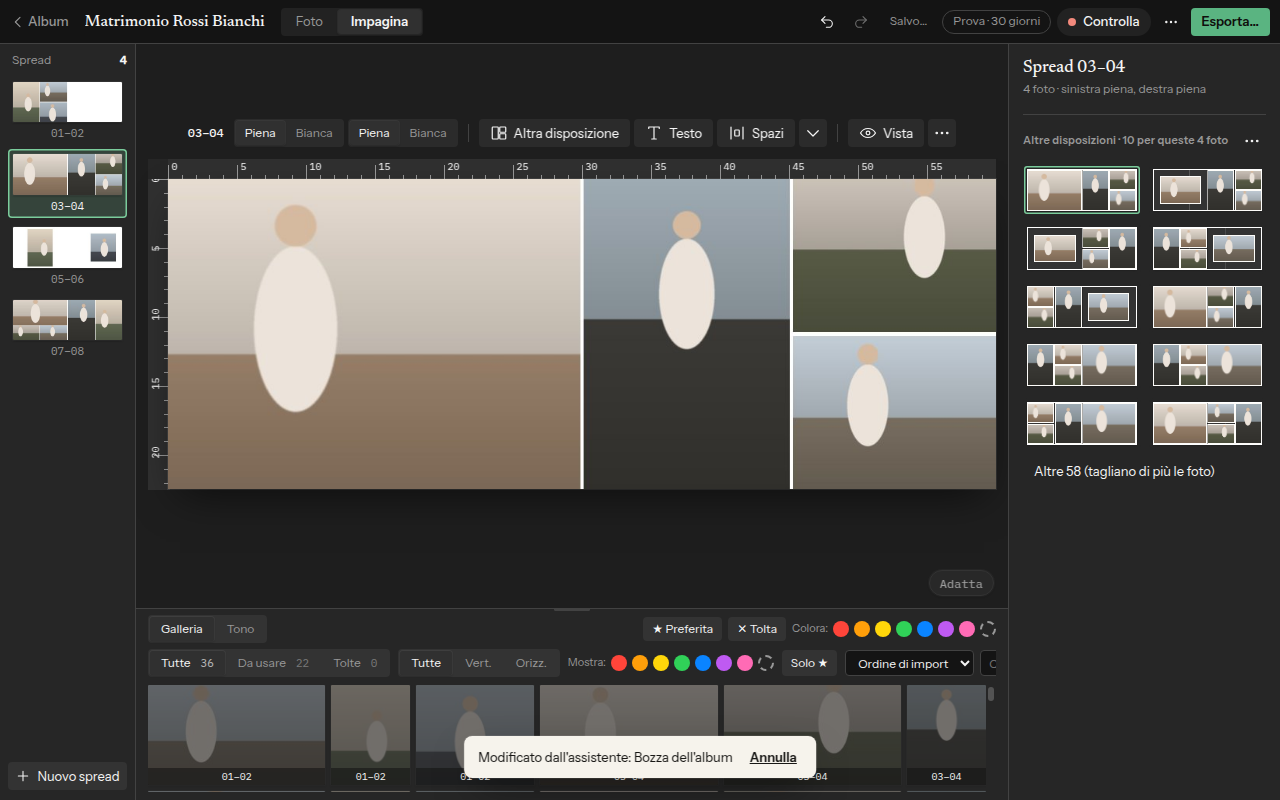 Album
Matrimonio Rossi Bianchi
Foto
Impagina
Salvo…
Prova · 30 giorni
Controla
Esporta…
Spread 4
01–02
03–04
05–06
07–08
Nuovo spread
03–04
Piena
Bianca
Piena
Bianca
Altra disposizione
Testo
Spazi
Vista
0 5 10 15 20 25 30 35 40 45 50 55
5
10
15
20
Adatta
Galleria
Tono
★ Preferita
✕ Tolta
Colora:
Tutte 36
Da usare 22
Tolte 0
Tutte
Vert.
Orizz.
Mostra:
Solo ★
Ordine di import
01–02
01–02
03–04
Modificato dall'assistente: Bozza dell'album
Annulla
Spread 03–04
4 foto · sinistra piena, destra piena
Altre disposizioni · 10 per queste 4 foto
Altre 58 (tagliano di più le foto)